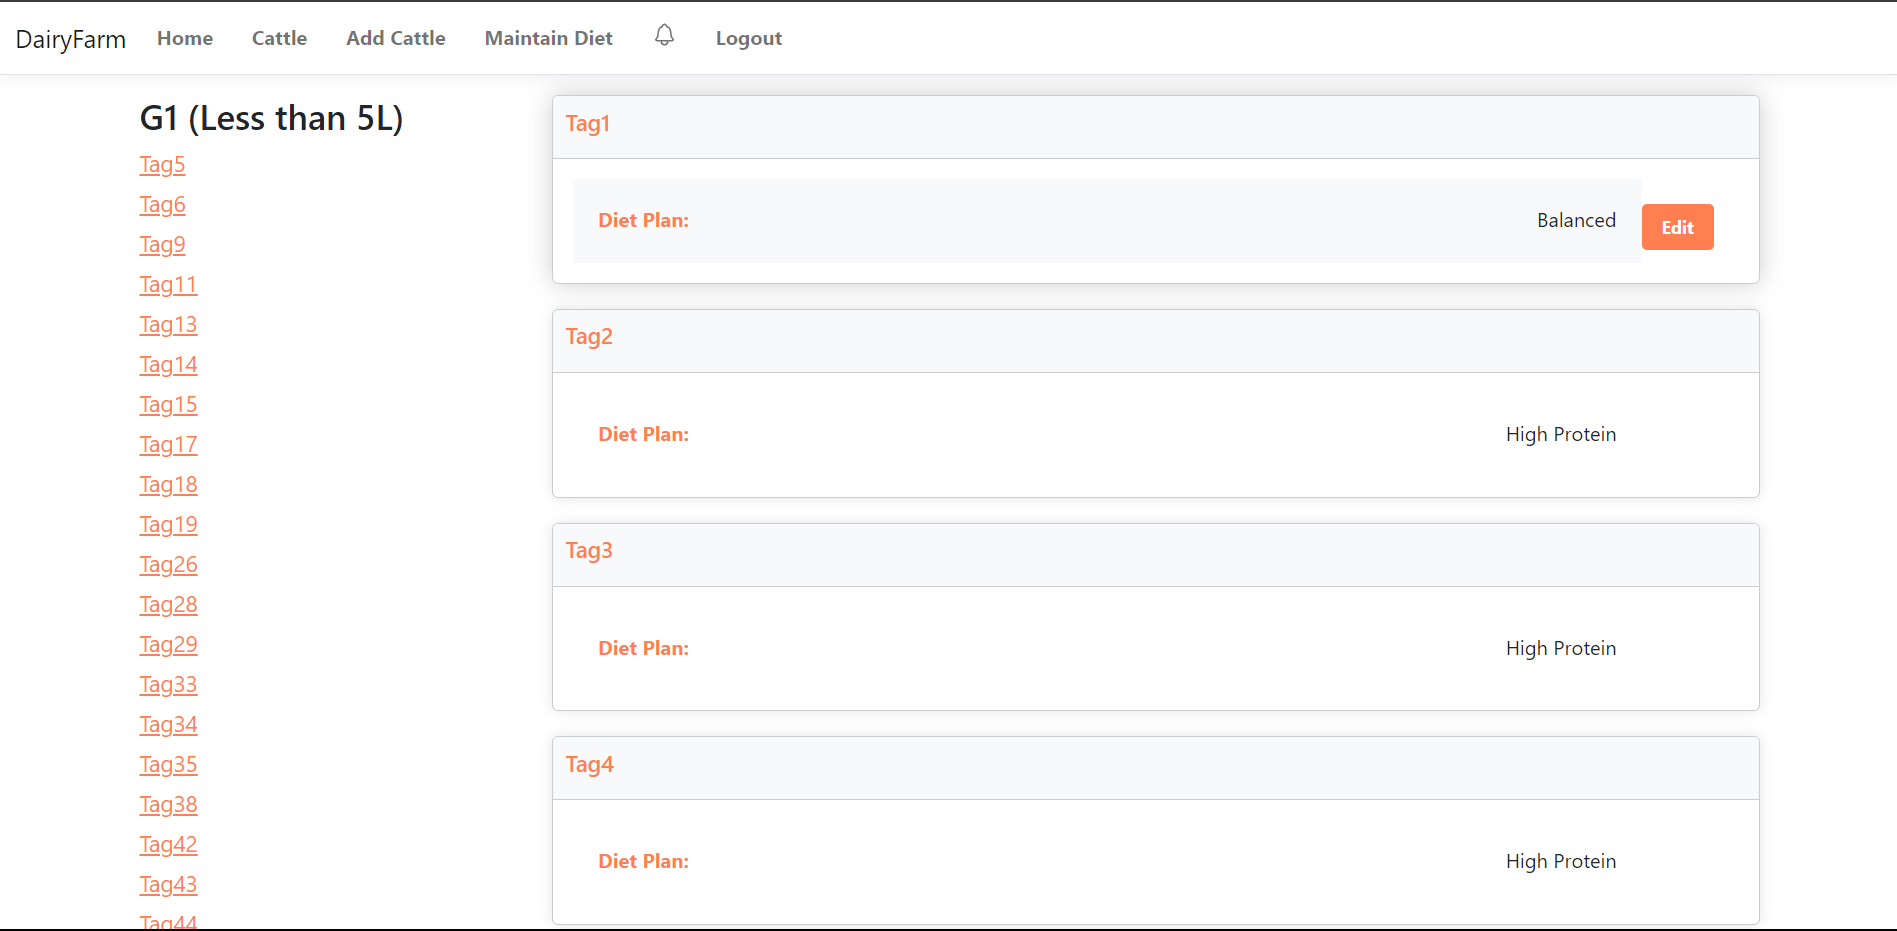 DairyFarm Home Cattle Add Cattle Maintain Diet Logout
G1 (Less than 5L)
Tag5
Tag6
Tag9
Tag11
Tag13
Tag14
Tag15
Tag17
Tag18
Tag19
Tag26
Tag28
Tag29
Tag33
Tag34
Tag35
Tag38
Tag42
Tag43
Tag44
Tag1
Diet Plan: Balanced Edit
Tag2
Diet Plan: High Protein
Tag3
Diet Plan: High Protein
Tag4
Diet Plan: High Protein